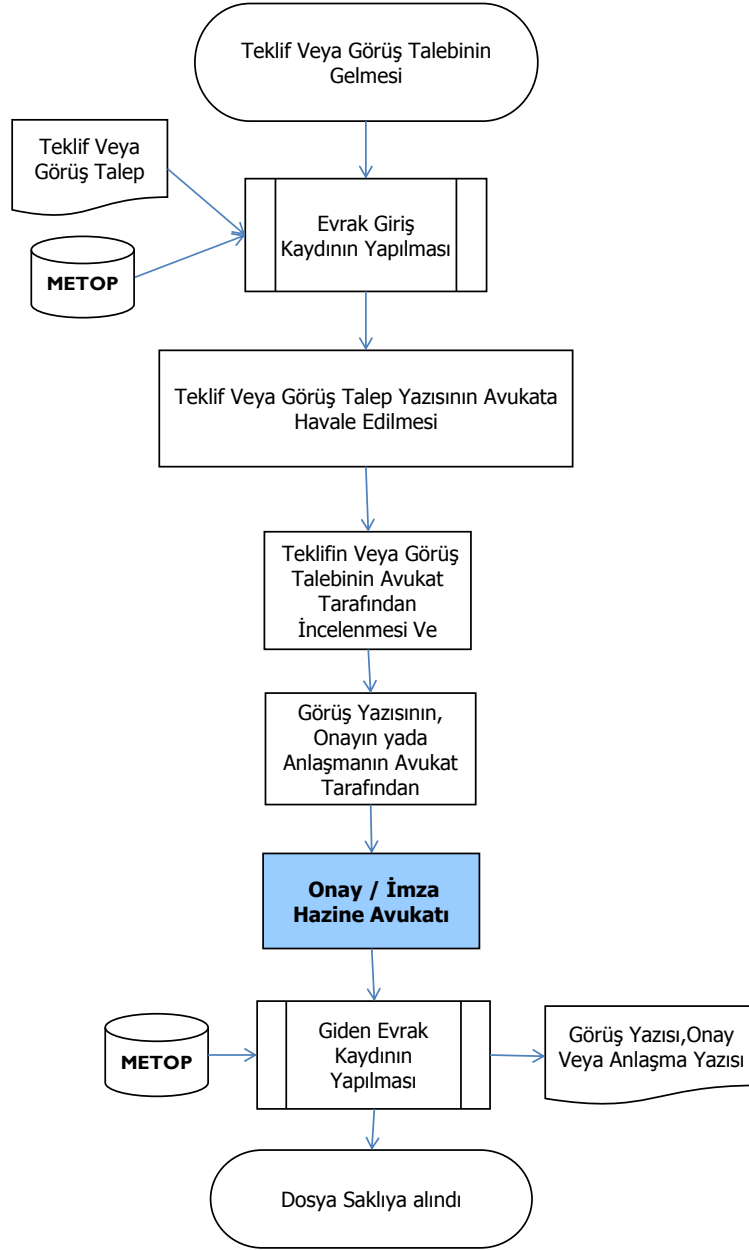 Teklif Veya Görüş Talebinin
Gelmesi
Teklif Veya
Görüş Talep
Evrak Giriş
Kaydının Yapılması
METOP
Teklif Veya Görüş Talep Yazısının Avukata
Havale Edilmesi
Teklifin Veya Görüş
Talebinin Avukat
Tarafından
İncelenmesi Ve
Görüş Yazısının,
Onayın yada
Anlaşmanın Avukat
Tarafından
Onay / İmza
Hazine Avukatı
METOP
Giden Evrak
Kaydının
Yapılması
Görüş Yazısı,Onay
Veya Anlaşma Yazısı
Dosya Saklıya alındı